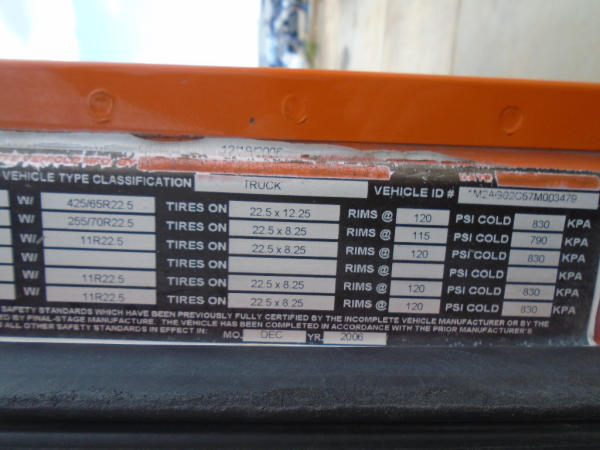 12/19/2006
VEHICLE TYPE CLASSIFICATION TRUCK VEHICLE ID # 1M2AG02C57M003479
W/ 425/65R22.5 TIRES ON 22.5 x 12.25 RIMS @ 120 PSI COLD 830 KPA
W/ 255/70R22.5 TIRES ON 22.5 x 8.25 RIMS @ 115 PSI COLD 790 KPA
W/ 11R22.5 TIRES ON 22.5 x 8.25 RIMS @ 120 PSI COLD 830 KPA
W/ TIRES ON RIMS @ PSI COLD KPA
W/ 11R22.5 TIRES ON 22.5 x 8.25 RIMS @ 120 PSI COLD 830 KPA
W/ 11R22.5 TIRES ON 22.5 x 8.25 RIMS @ 120 PSI COLD 830 KPA
SAFETY STANDARDS WHICH HAVE BEEN PREVIOUSLY FULLY CERTIFIED BY THE INCOMPLETE VEHICLE MANUFACTURER OR BY THE
ED BY FINAL-STAGE MANUFACTURE. THE VEHICLE HAS BEEN COMPLETED IN ACCORDANCE WITH THE PRIOR MANUFACTURER'S
ALL OTHER SAFETY STANDARDS IN EFFECT IN: MO. DEC YR. 2006